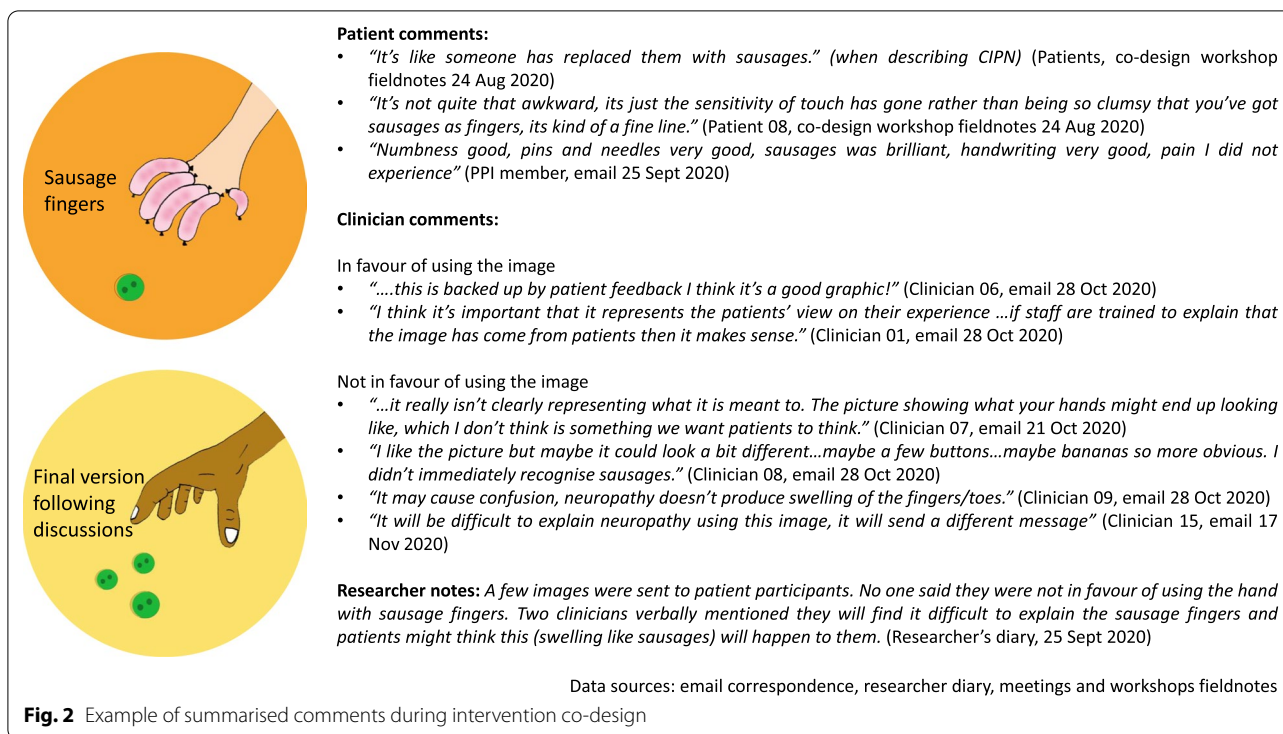 Patient comments:
• “It’s like someone has replaced them with sausages.” (when describing CIPN) (Patients, co-design workshop
fieldnotes 24 Aug 2020)
• “It’s not quite that awkward, its just the sensitivity of touch has gone rather than being so clumsy that you’ve got
sausages as fingers, its kind of a fine line.” (Patient 08, co-design workshop fieldnotes 24 Aug 2020)
• “Numbness good, pins and needles very good, sausages was brilliant, handwriting very good, pain I did not
experience” (PPI member, email 25 Sept 2020)
Sausage
fingers
Clinician comments:
In favour of using the image
• “….this is backed up by patient feedback I think it’s a good graphic!” (Clinician 06, email 28 Oct 2020)
• “I think it’s important that it represents the patients’ view on their experience …if staff are trained to explain that
the image has come from patients then it makes sense.” (Clinician 01, email 28 Oct 2020)
Not in favour of using the image
• “…it really isn’t clearly representing what it is meant to. The picture showing what your hands might end up looking
like, which I don’t think is something we want patients to think.” (Clinician 07, email 21 Oct 2020)
• “I like the picture but maybe it could look a bit different…maybe a few buttons…maybe bananas so more obvious. I
didn’t immediately recognise sausages.” (Clinician 08, email 28 Oct 2020)
• “It may cause confusion, neuropathy doesn’t produce swelling of the fingers/toes.” (Clinician 09, email 28 Oct 2020)
• “It will be difficult to explain neuropathy using this image, it will send a different message” (Clinician 15, email 17
Nov 2020)
Final version
following
discussions
Researcher notes: A few images were sent to patient participants. No one said they were not in favour of using the hand
with sausage fingers. Two clinicians verbally mentioned they will find it difficult to explain the sausage fingers and
patients might think this (swelling like sausages) will happen to them. (Researcher’s diary, 25 Sept 2020)
Data sources: email correspondence, researcher diary, meetings and workshops fieldnotes
Fig. 2 Example of summarised comments during intervention co-design